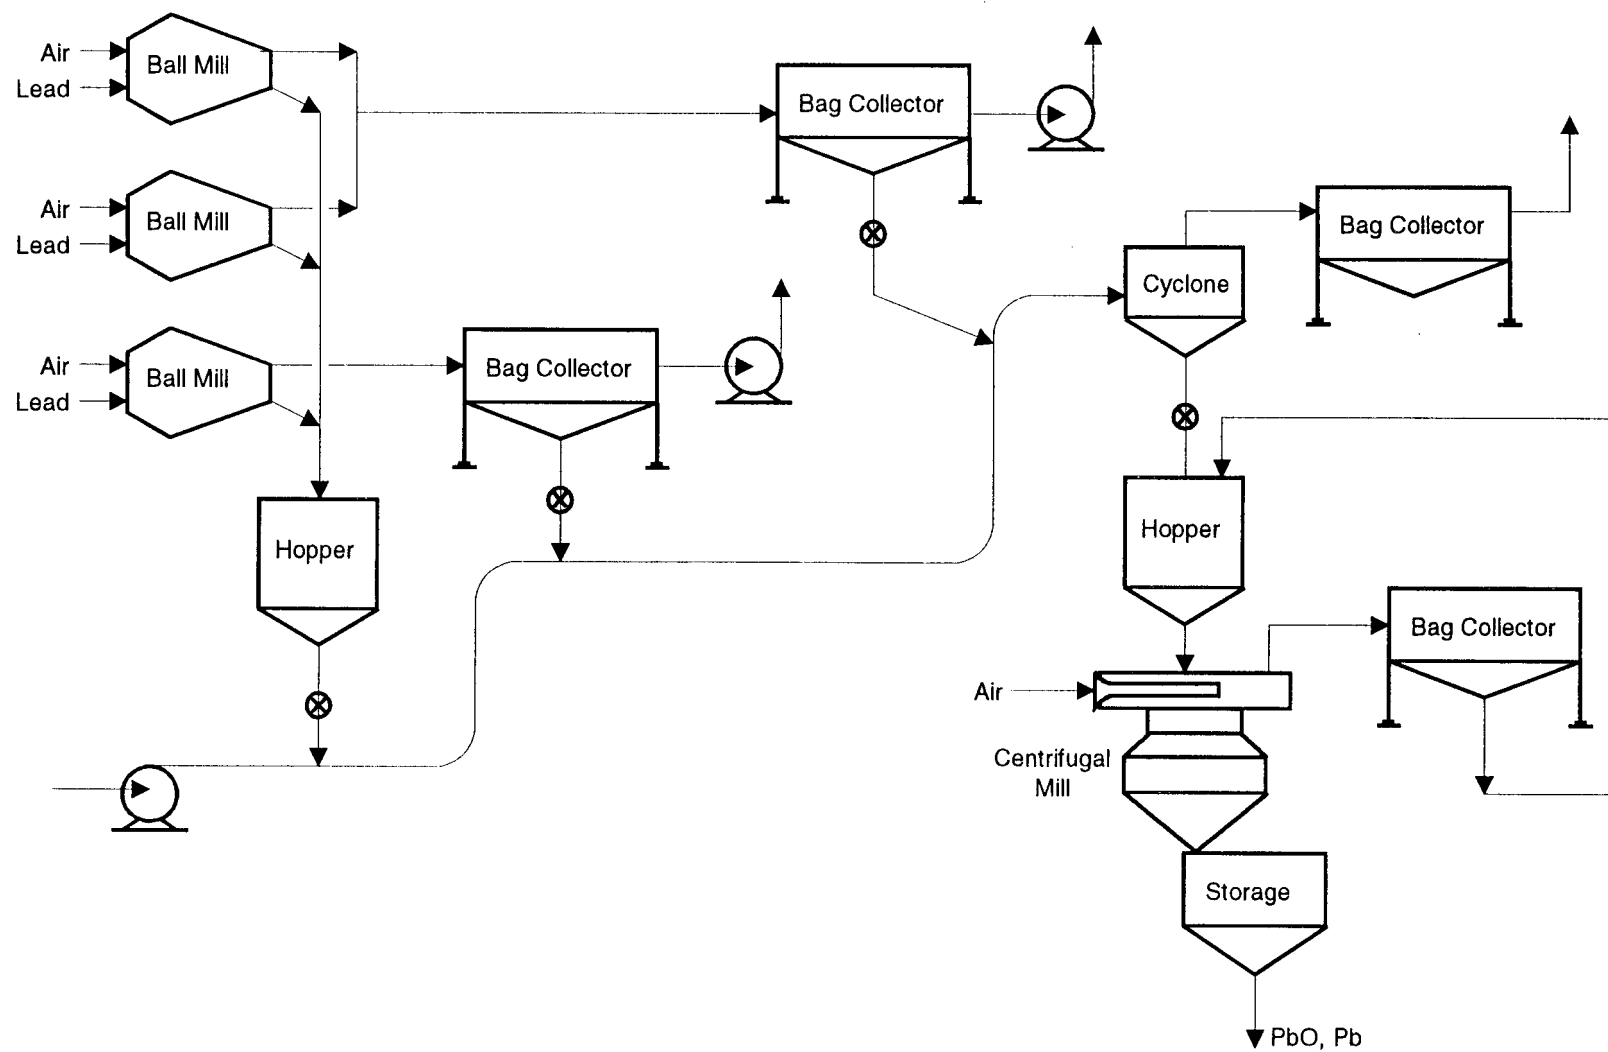 Air
Ball Mill
Lead
Bag Collector
Air
Ball Mill
Lead
Bag Collector
Cyclone
Air
Ball Mill
Lead
Bag Collector
Hopper
Hopper
Bag Collector
Air
Centrifugal
Mill
Storage
PbO, Pb